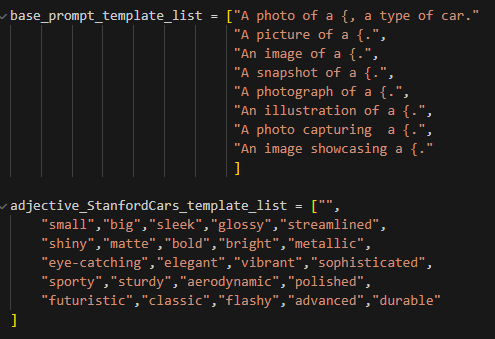 base_prompt_template_list = ["A photo of a {, a type of car."
"A picture of a {.",
"An image of a {.",
"A snapshot of a {.",
"A photograph of a {.",
"An illustration of a {.",
"A photo capturing  a {.",
"An image showcasing a {."
]
adjective_StanfordCars_template_list = ["",
"small","big","sleek","glossy","streamlined",
"shiny","matte","bold","bright","metallic",
"eye-catching","elegant","vibrant","sophisticated",
"sporty","sturdy","aerodynamic","polished",
"futuristic","classic","flashy","advanced","durable"
]